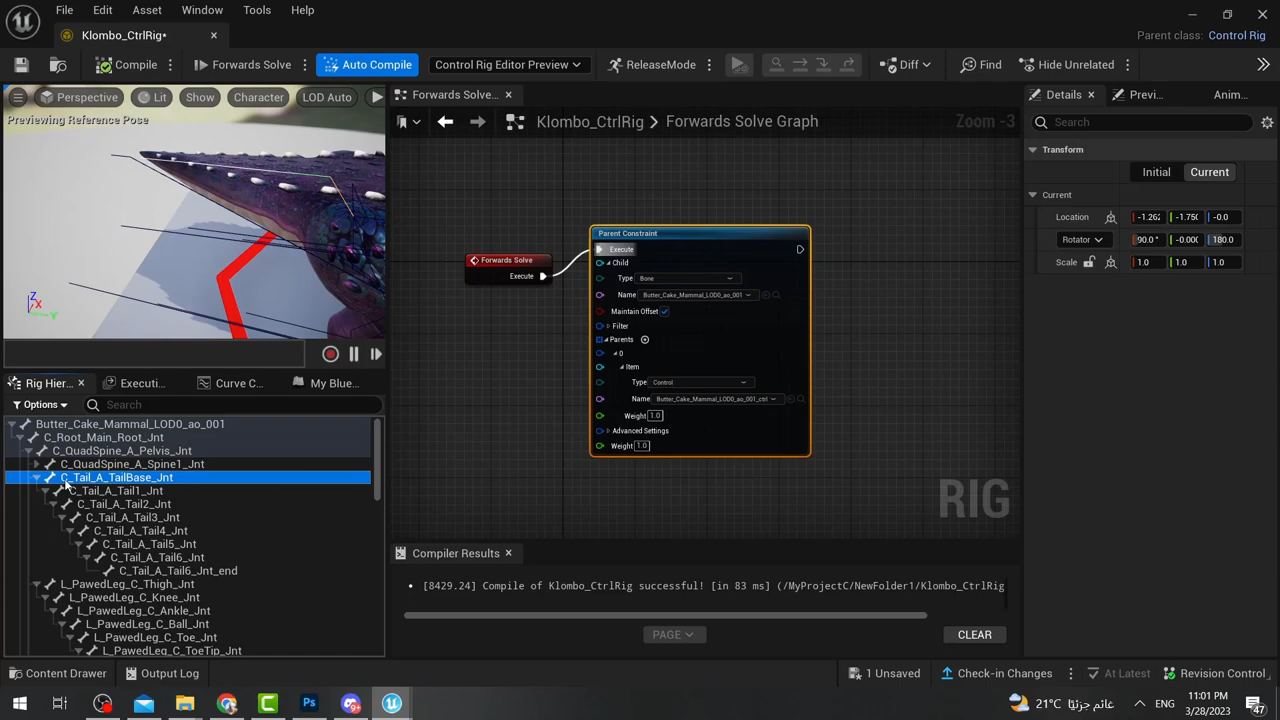 File Edit Asset Window Tools Help
Klombo_CtrlRig*
Parent class: Control Rig
Compile Forwards Solve Auto Compile Control Rig Editor Preview ReleaseMode Diff Find Hide Unrelated
Perspective Lit Show Character LOD Auto
Previewing Reference Pose
Forwards Solve...
Klombo_CtrlRig > Forwards Solve Graph
Zoom -3
Details Previ... Anim...
Search
Transform
Initial Current
Current
Location -1.262 -1.750 -0.0
Rotator 90.0 ° -0.000 180.0
Scale 1.0 1.0 1.0
Z
X
Y
Forwards Solve
Execute
Parent Constraint
Execute
Child
Type Bone
Name Butter_Cake_Mammal_LOD0_ao_001
Maintain Offset
Filter
Parents
0
Item
Type Control
Name Butter_Cake_Mammal_LOD0_ao_001_ctrl
Weight 1.0
Advanced Settings
Weight 1.0
RIG
Rig Hier... Executi... Curve C... My Blue...
Options Search
Butter_Cake_Mammal_LOD0_ao_001
C_Root_Main_Root_Jnt
C_QuadSpine_A_Pelvis_Jnt
C_QuadSpine_A_Spine1_Jnt
C_Tail_A_TailBase_Jnt
C_Tail_A_Tail1_Jnt
C_Tail_A_Tail2_Jnt
C_Tail_A_Tail3_Jnt
C_Tail_A_Tail4_Jnt
C_Tail_A_Tail5_Jnt
C_Tail_A_Tail6_Jnt
C_Tail_A_Tail6_Jnt_end
L_PawedLeg_C_Thigh_Jnt
L_PawedLeg_C_Knee_Jnt
L_PawedLeg_C_Ankle_Jnt
L_PawedLeg_C_Ball_Jnt
L_PawedLeg_C_Toe_Jnt
L_PawedLeg_C_ToeTip_Jnt
Compiler Results
[8429.24] Compile of Klombo_CtrlRig successful! [in 83 ms] (/MyProjectC/NewFolder1/Klombo_CtrlRig
PAGE
CLEAR
Content Drawer Output Log
1 Unsaved Check-in Changes At Latest Revision Control
Ps
9+
21°C غائم جزئيًا
ENG
11:01 PM
3/28/2023
47